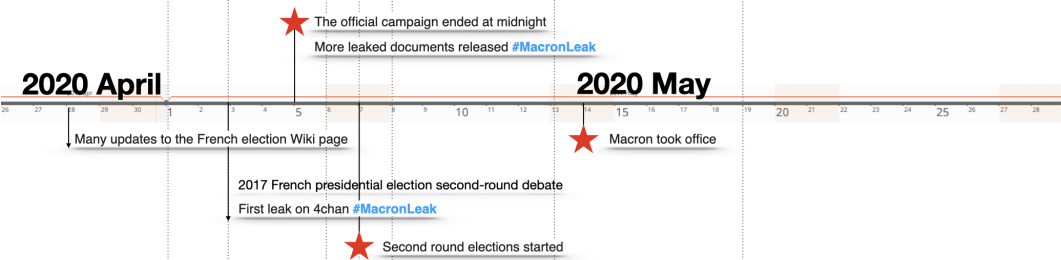 The official campaign ended at midnight
More leaked documents released #MacronLeak
2020 April
2020 May
26 27 28 29 30 1 2 3 4 5 6 7 8 9 10 11 12 13 14 15 16 17 18 19 20 21 22 23 24 25 26 27 28
Many updates to the French election Wiki page
Macron took office
2017 French presidential election second-round debate
First leak on 4chan #MacronLeak
Second round elections started